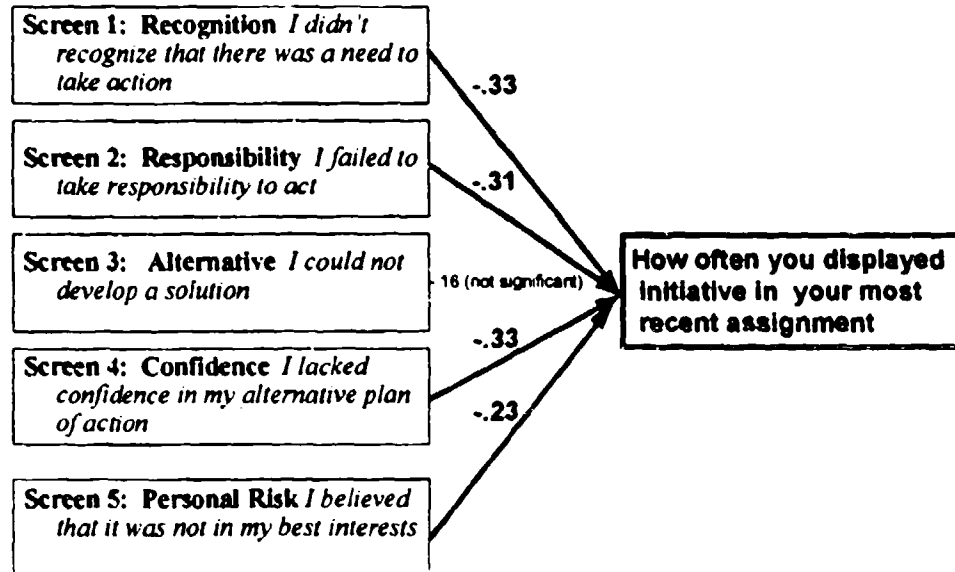 Screen 1: Recognition I didn't
recognize that there was a need to
take action
-.33
Screen 2: Responsibility I failed to
take responsibility to act
-.31
Screen 3: Alternative I could not
develop a solution
- 16 (not significant)
How often you displayed
initiative in your most
recent assignment
Screen 4: Confidence I lacked
confidence in my alternative plan
of action
-.33
-.23
Screen 5: Personal Risk I believed
that it was not in my best interests